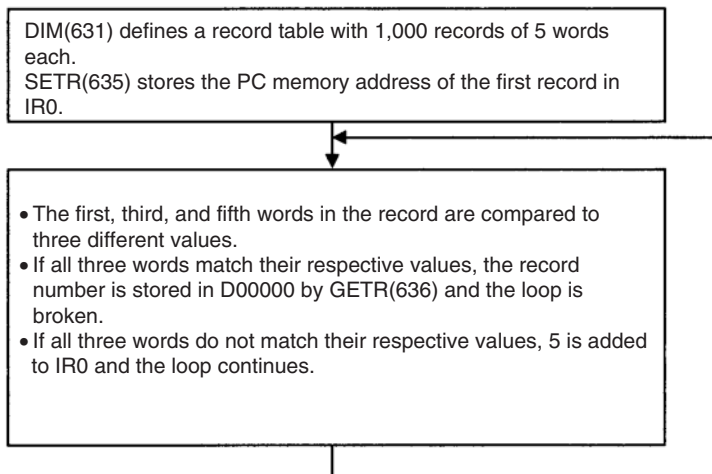 DIM(631) defines a record table with 1,000 records of 5 words
each.
SETR(635) stores the PC memory address of the first record in
IR0.
• The first, third, and fifth words in the record are compared to
three different values.
• If all three words match their respective values, the record
number is stored in D00000 by GETR(636) and the loop is
broken.
• If all three words do not match their respective values, 5 is added
to IR0 and the loop continues.